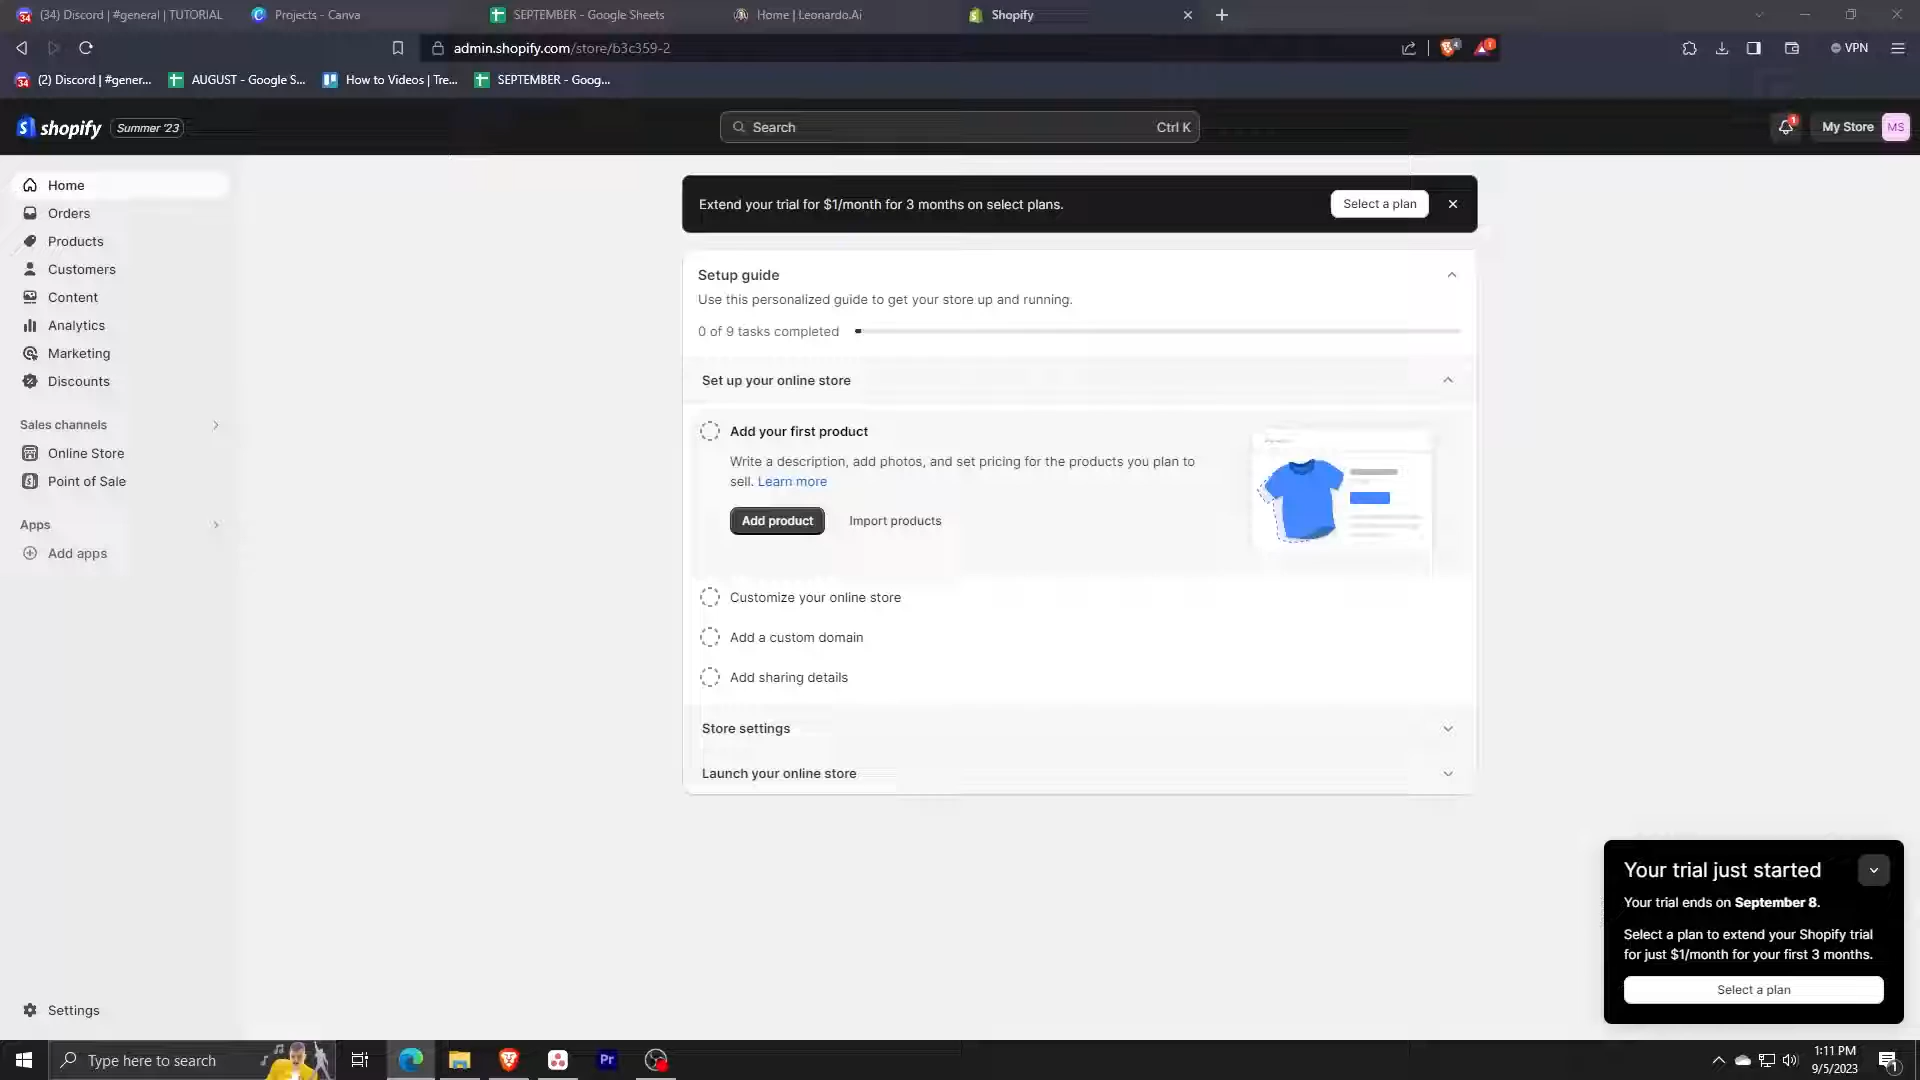 (34) Discord | #general | TUTORIAL
Projects - Canva
SEPTEMBER - Google Sheets
Home | Leonardo.Ai
Shopify
admin.shopify.com/store/b3c359-2
VPN
(2) Discord | #gener...
AUGUST - Google S...
How to Videos | Tre...
SEPTEMBER - Goog...
shopify
Summer '23
Search
Ctrl K
My Store
MS
Home
Orders
Products
Customers
Content
Analytics
Marketing
Discounts
Sales channels
Online Store
Point of Sale
Apps
Add apps
Settings
Extend your trial for $1/month for 3 months on select plans.
Select a plan
Setup guide
Use this personalized guide to get your store up and running.
0 of 9 tasks completed
Set up your online store
Add your first product
Write a description, add photos, and set pricing for the products you plan to
sell. Learn more
Add product
Import products
Customize your online store
Add a custom domain
Add sharing details
Store settings
Launch your online store
Your trial just started
Your trial ends on September 8.
Select a plan to extend your Shopify trial
for just $1/month for your first 3 months.
Select a plan
Type here to search
Pr
1:11 PM
9/5/2023
1